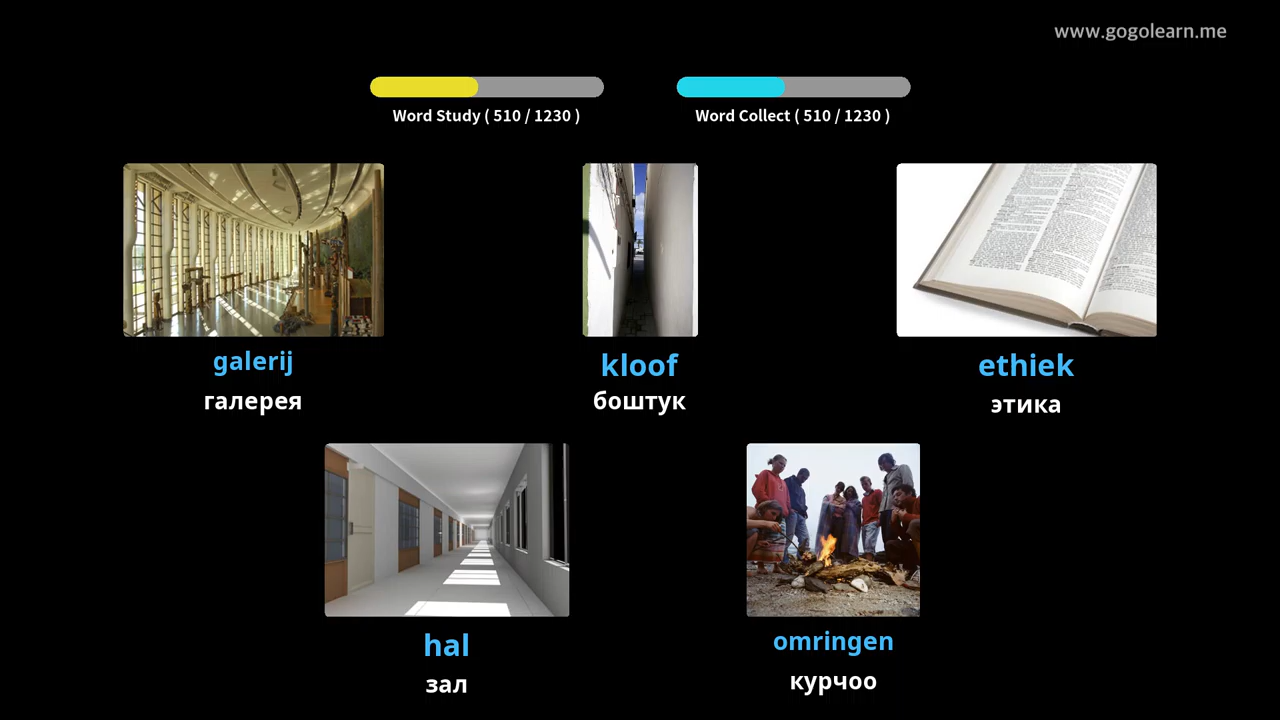 www.gogolearn.me
Word Study ( 510 / 1230 )
Word Collect ( 510 / 1230 )
galerij
kloof
ethiek
галерея
боштук
этика
hal
omringen
зал
курчоо